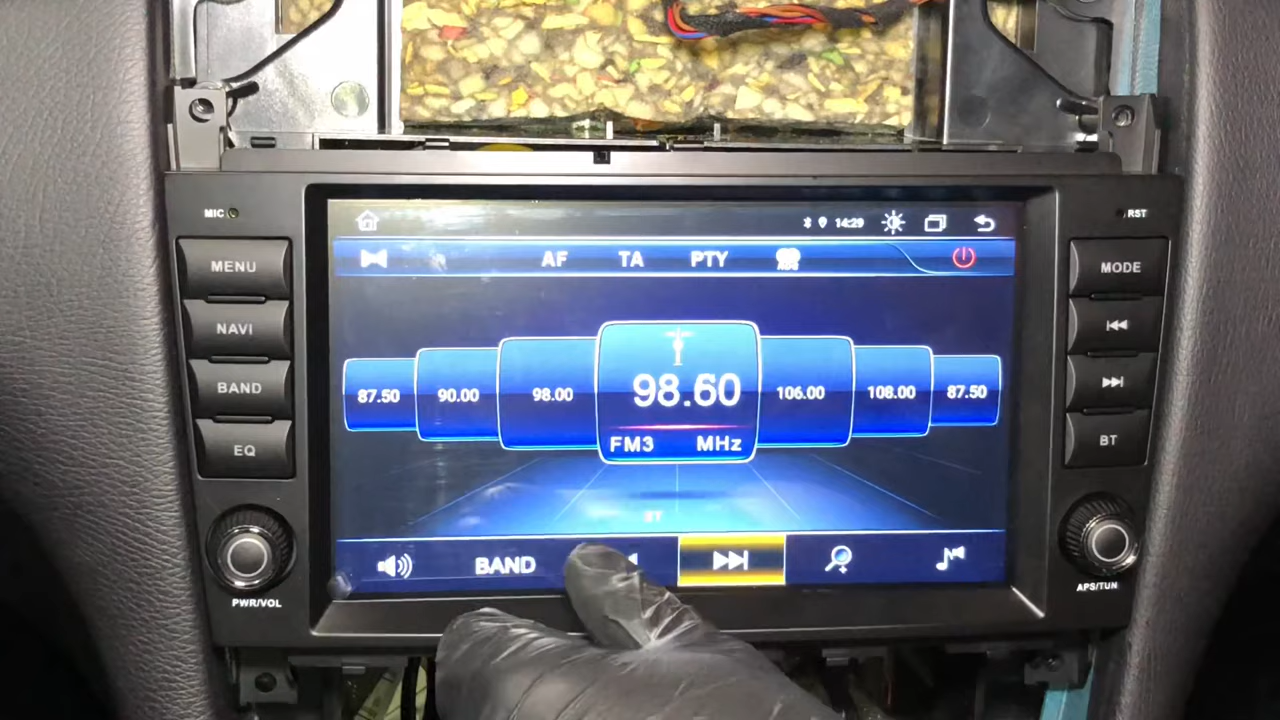 MIC
RST
14:29
MENU
NAVI
BAND
EQ
PWR/VOL
AF TA PTY
87.50 90.00 98.00 98.60 106.00 108.00 87.50
FM3 MHz
ST
BAND
MODE
BT
APS/TUN